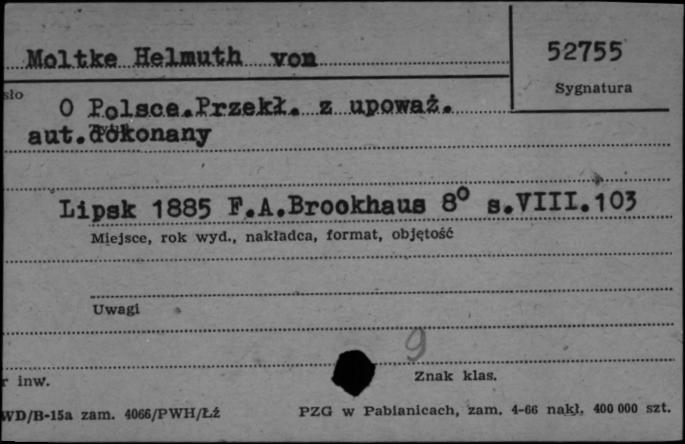 Moltke Helmuth von
52755
Sygnatura
sło
O Polsce.Przekł. z upoważ.
aut.dokonany
Lipsk 1885 F.A.Brookhaus 8° s.VIII.103
Miejsce, rok wyd., nakładca, format, objętość
Uwagi
9
r inw.
Znak klas.
WD/B-15a zam. 4066/PWH/Łź
PZG w Pabianicach, zam. 4-66 nakł. 400 000 szt.